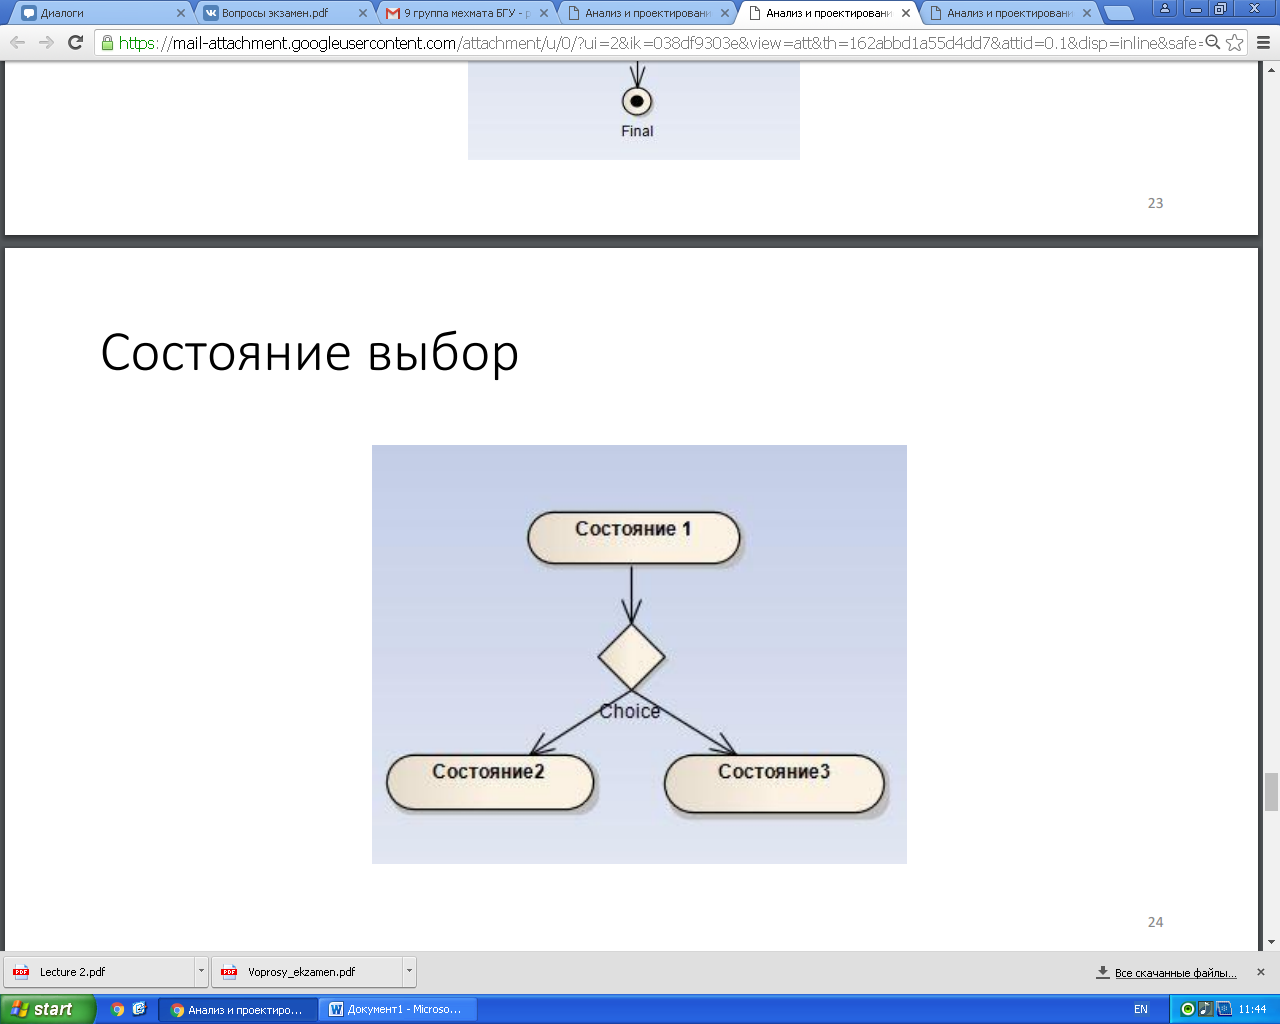 Диалоги
Вопросы экзамен.pdf
9 группа мехмата БГУ - р
Анализ и проектировани
Анализ и проектировани
Анализ и проектировани
https://mail-attachment.googleusercontent.com/attachment/u/0/?ui=2&ik=038df9303e&view=att&th=162abbd1a55d4dd7&attid=0.1&disp=inline&safe=
Final
23
Состояние выбор
Состояние 1
Choice
Состояние2
Состояние3
24
Lecture 2.pdf
Voprosy_ekzamen.pdf
Все скачанные файлы...
start
Анализ и проектиро...
Документ1 - Microso...
EN
11:44